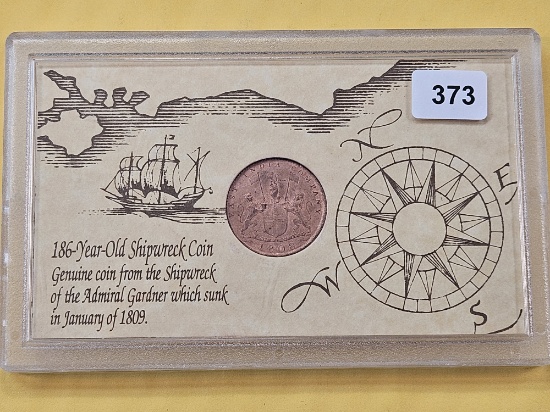 373
N
E
W
S
186-Year-Old Shipwreck Coin
Genuine coin from the Shipwreck
of the Admiral Gardner which sunk
in January of 1809.